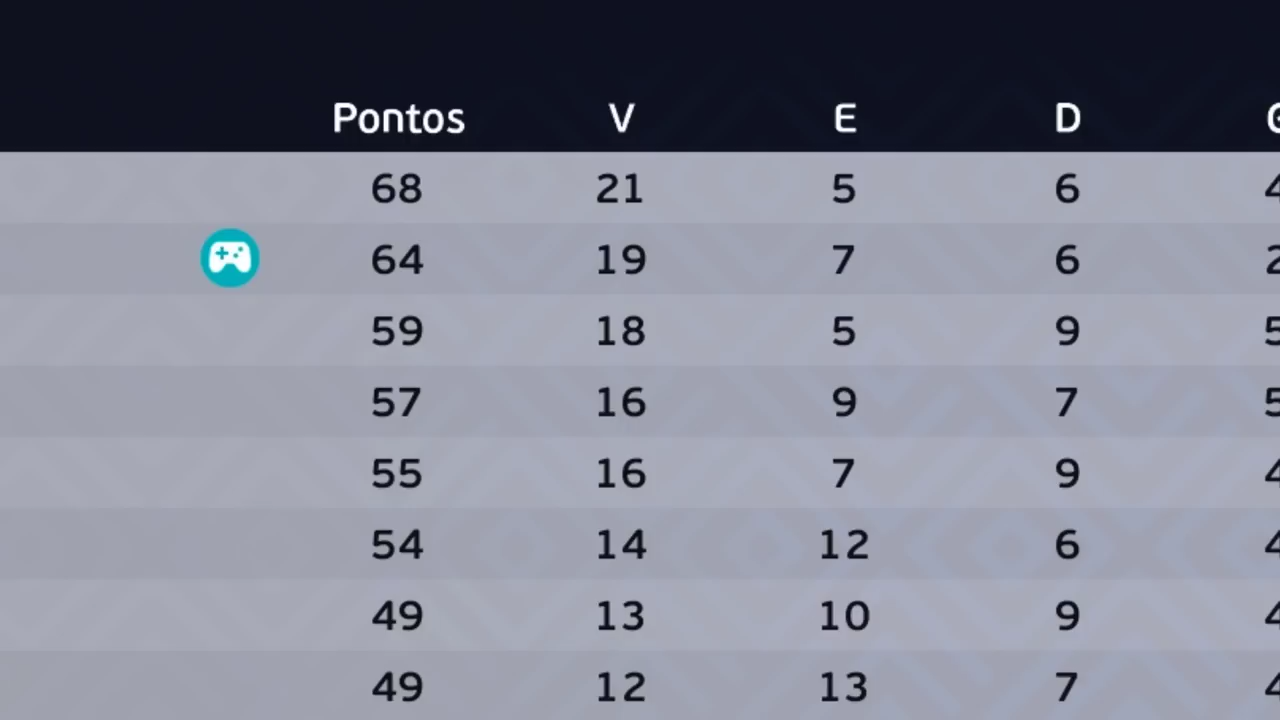 Pontos V E D
68 21 5 6
64 19 7 6
59 18 5 9
57 16 9 7
55 16 7 9
54 14 12 6
49 13 10 9
49 12 13 7